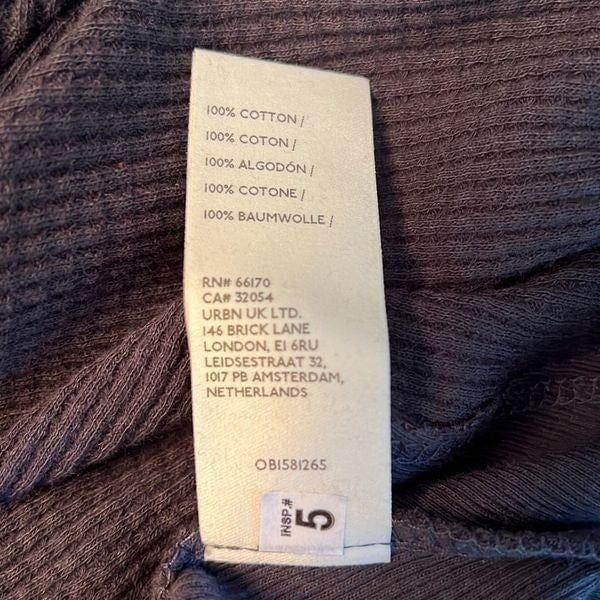 100% COTTON /
100% COTON /
100% ALGODÓN /
100% COTONE /
100% BAUMWOLLE /
RN# 66170
CA# 32054
URBN UK LTD.
146 BRICK LANE
LONDON, E1 6RU
LEIDSESTRAAT 32,
1017 PB AMSTERDAM,
NETHERLANDS
OB1581265
INSP.#
5